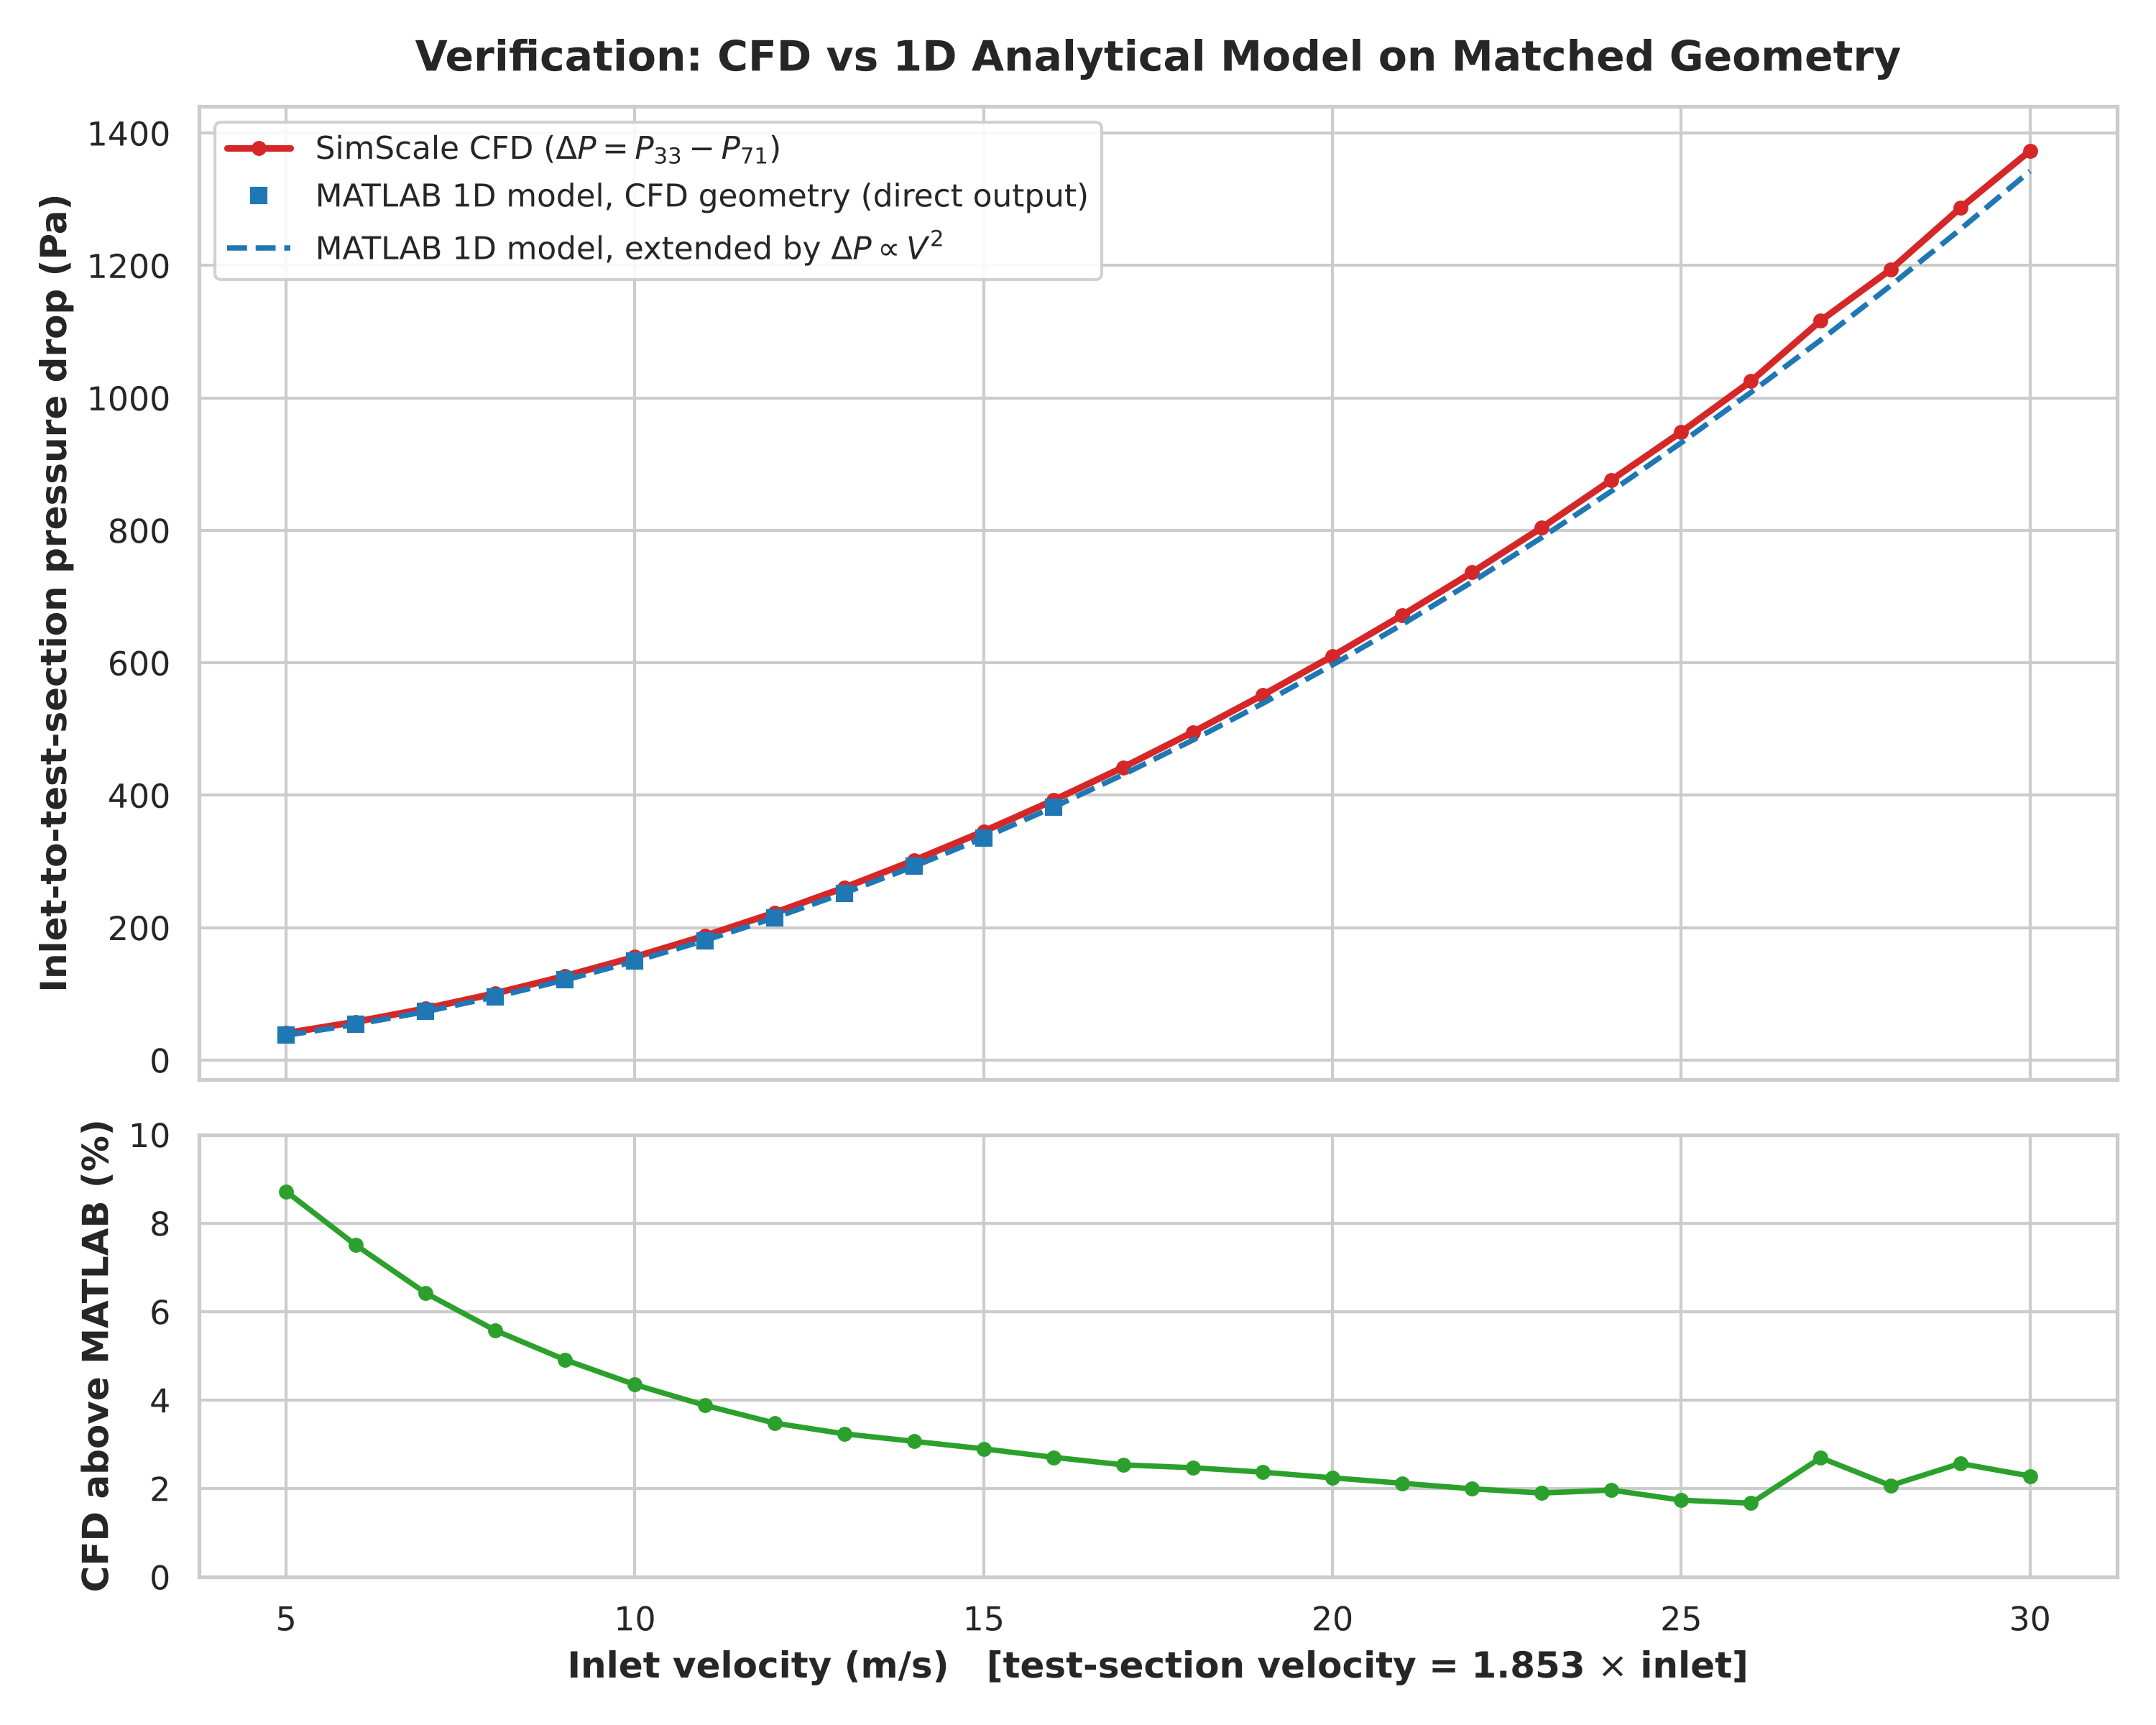 Verification: CFD vs 1D Analytical Model on Matched Geometry
SimScale CFD (ΔP = P₃₃ − P₇₁)
MATLAB 1D model, CFD geometry (direct output)
MATLAB 1D model, extended by ΔP ∝ V²
Inlet-to-test-section pressure drop (Pa)
1400
1200
1000
800
600
400
200
0
CFD above MATLAB (%)
10
8
6
4
2
0
5 10 15 20 25 30
Inlet velocity (m/s) [test-section velocity = 1.853 × inlet]